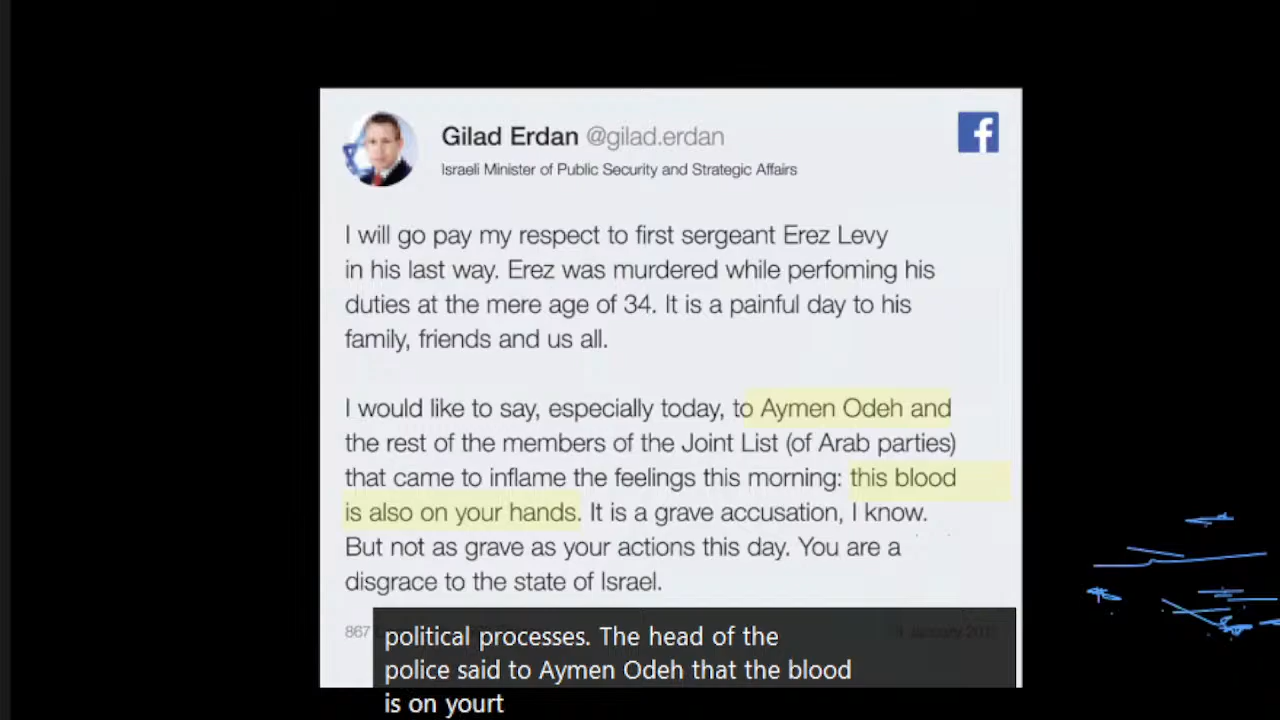 Gilad Erdan @gilad.erdan
Israeli Minister of Public Security and Strategic Affairs
I will go pay my respect to first sergeant Erez Levy
in his last way. Erez was murdered while perfoming his
duties at the mere age of 34. It is a painful day to his
family, friends and us all.
I would like to say, especially today, to Aymen Odeh and
the rest of the members of the Joint List (of Arab parties)
that came to inflame the feelings this morning: this blood
is also on your hands. It is a grave accusation, I know.
But not as grave as your actions this day. You are a
disgrace to the state of Israel.
867
political processes. The head of the
police said to Aymen Odeh that the blood
is on yourt